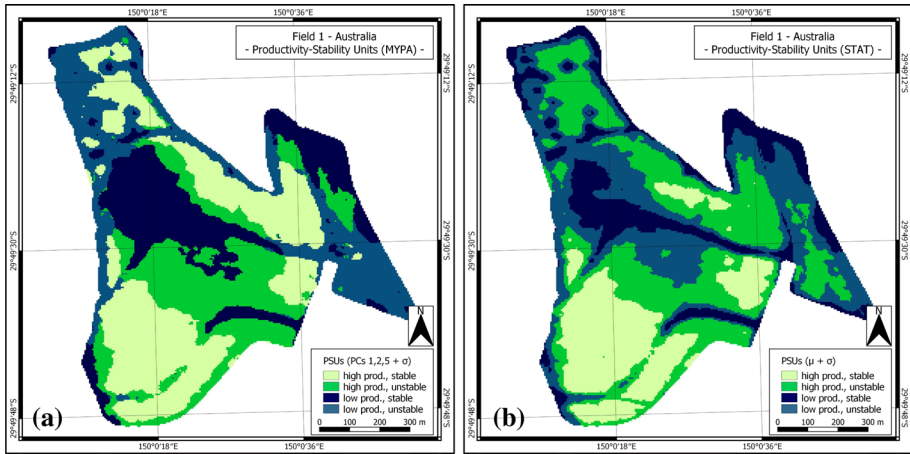 150°0'18"E 150°0'36"E
Field 1 - Australia
- Productivity-Stability Units (MYPA) -
29°49'12"S 29°49'12"S
29°49'30"S 29°49'30"S
29°49'48"S 29°49'48"S
N
PSUs (PCs 1,2,5 + σ)
high prod., stable
high prod., unstable
low prod., stable
low prod., unstable
0 100 200 300 m
(a)
150°0'18"E 150°0'36"E
150°0'18"E 150°0'36"E
Field 1 - Australia
- Productivity-Stability Units (STAT) -
29°49'12"S 29°49'12"S
29°49'30"S 29°49'30"S
29°49'48"S 29°49'48"S
N
PSUs (μ + σ)
high prod., stable
high prod., unstable
low prod., stable
low prod., unstable
0 100 200 300 m
(b)
150°0'18"E 150°0'36"E